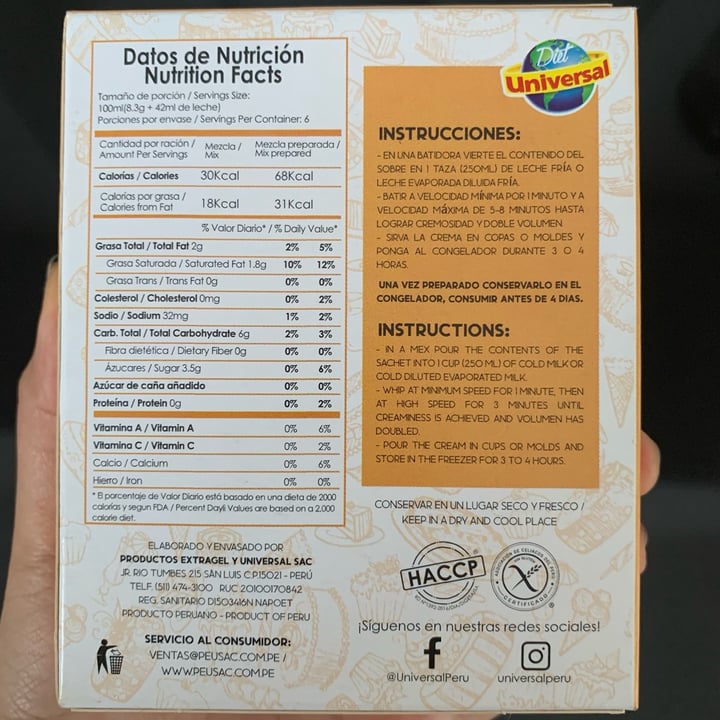 Datos de Nutrición
Nutrition Facts
Tamaño de porción / Servings Size:
100ml(8.3g + 42ml de leche)
Porciones por envase / Servings Per Container: 6
Cantidad por ración / Mezcla / Mezcla preparada /
Amount Per Servings Mix Mix prepared
Calorías / Calories 30Kcal 68Kcal
Calorías por grasa /
Calories from Fat 18Kcal 31Kcal
% Valor Diario* / % Daily Value*
Grasa Total / Total Fat 2g 2% 5%
Grasa Saturada / Saturated Fat 1.8g 10% 12%
Grasa Trans / Trans Fat 0g 0% 0%
Colesterol / Cholesterol 0mg 0% 2%
Sodio / Sodium 32mg 1% 2%
Carb. Total / Total Carbohydrate 6g 2% 3%
Fibra dietética / Dietary Fiber 0g 0% 0%
Azúcares / Sugar 3.5g 0% 6%
Azúcar de caña añadido 0% 0%
Proteína / Protein 0g 0% 2%
Vitamina A / Vitamin A 0% 6%
Vitamina C / Vitamin C 0% 2%
Calcio / Calcium 0% 6%
Hierro / Iron 0% 0%
* El porcentaje de Valor Diario está basado en una dieta de 2000
calorías y segun FDA / Percent Dayli Values are based on a 2,000
calorie diet.
ELABORADO Y ENVASADO POR
PRODUCTOS EXTRAGEL Y UNIVERSAL SAC
JR. RIO TUMBES 215 SAN LUIS C.P.15021 - PERÚ
TELF. (511) 474-3100 RUC 20100170842
REG. SANITARIO D1503416N NAPOET
PRODUCTO PERUANO - PRODUCT OF PERU
SERVICIO AL CONSUMIDOR:
VENTAS@PEUSAC.COM.PE /
WWW.PEUSAC.COM.PE
Diet
Universal
INSTRUCCIONES:
- EN UNA BATIDORA VIERTE EL CONTENIDO DEL
SOBRE EN 1 TAZA (250ML) DE LECHE FRÍA O
LECHE EVAPORADA DILUIDA FRÍA.
- BATIR A VELOCIDAD MÍNIMA POR 1 MINUTO Y A
VELOCIDAD MÁXIMA DE 5-8 MINUTOS HASTA
LOGRAR CREMOSIDAD Y DOBLE VOLUMEN.
- SIRVA LA CREMA EN COPAS O MOLDES Y
PONGA AL CONGELADOR DURANTE 3 O 4
HORAS.
UNA VEZ PREPARADO CONSERVARLO EN EL
CONGELADOR, CONSUMIR ANTES DE 4 DIAS.
INSTRUCTIONS:
- IN A MEX POUR THE CONTENTS OF THE
SACHET INTO 1 CUP (250 ML) OF COLD MILK OR
COLD DILUTED EVAPORATED MILK.
- WHIP AT MINIMUM SPEED FOR 1 MINUTE, THEN
AT HIGH SPEED FOR 3 MINUTES UNTIL
CREAMINESS IS ACHIEVED AND VOLUMEN HAS
DOUBLED.
- POUR THE CREAM IN CUPS OR MOLDS AND
STORE IN THE FREEZER FOR 3 TO 4 HOURS.
CONSERVAR EN UN LUGAR SECO Y FRESCO /
KEEP IN A DRY AND COOL PLACE
HACCP
ASOCIACIÓN DE CELIACOS DEL PERÚ
CERTIFICADO
¡Síguenos en nuestras redes sociales!
@UniversalPeru universalperu